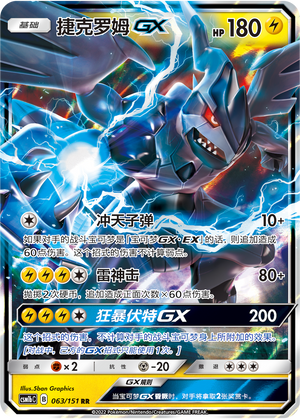 基础 捷克罗姆GX HP180
冲天子弹 10+
如果对手的战斗宝可梦是「宝可梦GX・EX」的话,则追加造成
60点伤害。这个招式的伤害不计算弱点。
雷神击 80+
抛掷2次硬币,追加造成正面次数×60点伤害。
狂暴伏特GX 200
这个招式的伤害,不计算对手战斗宝可梦身上所附加的效果。
[对战中,己方的GX招式只能使用1次。]
弱点 ×2 抵抗力 -20 撤退
GX规则
Illus.5ban Graphics
当宝可梦GX昏厥时,对手将拿取2张奖赏卡。
B 063/151 RR
©2022 Pokémon/Nintendo/Creatures/GAME FREAK.